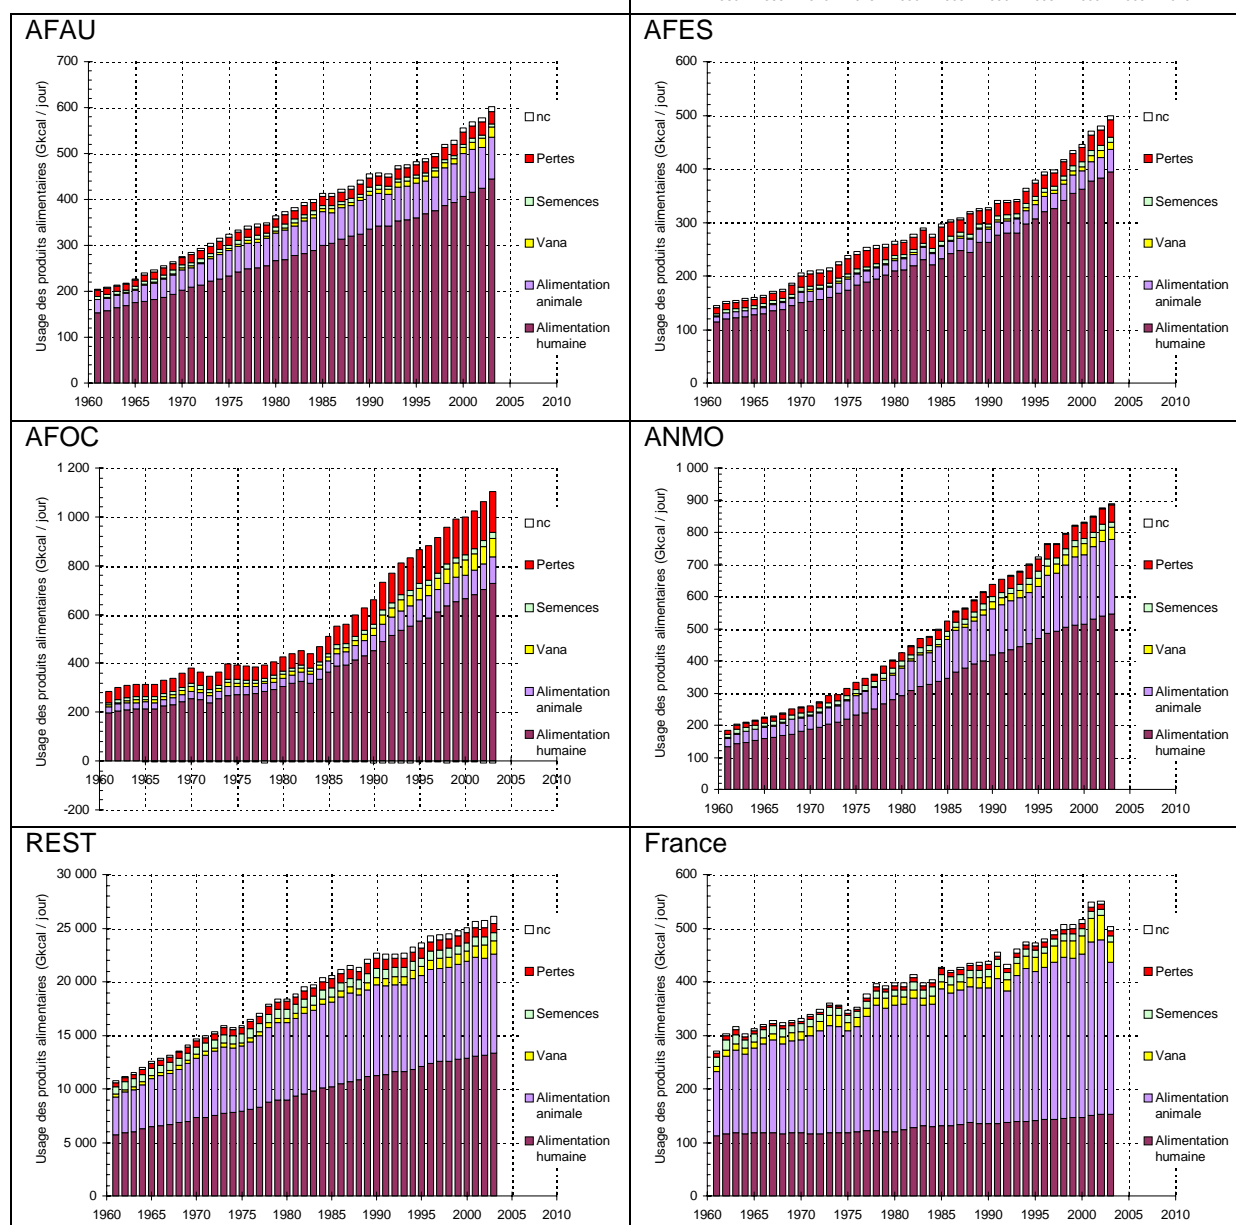 AFAU
Usage des produits alimentaires (Gkcal / jour)
700
600
500
400
300
200
100
0
1960 1965 1970 1975 1980 1985 1990 1995 2000 2005 2010
nc
Pertes
Semences
Vana
Alimentation
animale
Alimentation
humaine
AFES
Usage des produits alimentaires (Gkcal / jour)
600
500
400
300
200
100
0
1960 1965 1970 1975 1980 1985 1990 1995 2000 2005 2010
nc
Pertes
Semences
Vana
Alimentation
animale
Alimentation
humaine
AFOC
Usage des produits alimentaires (Gkcal / jour)
1 200
1 000
800
600
400
200
0
-200
1960 1965 1970 1975 1980 1985 1990 1995 2000 2005 2010
nc
Pertes
Semences
Vana
Alimentation
animale
Alimentation
humaine
ANMO
Usage des produits alimentaires (Gkcal / jour)
1 000
900
800
700
600
500
400
300
200
100
0
1960 1965 1970 1975 1980 1985 1990 1995 2000 2005 2010
nc
Pertes
Semences
Vana
Alimentation
animale
Alimentation
humaine
REST
Usage des produits alimentaires (Gkcal / jour)
30 000
25 000
20 000
15 000
10 000
5 000
0
1960 1965 1970 1975 1980 1985 1990 1995 2000 2005 2010
nc
Pertes
Semences
Vana
Alimentation
animale
Alimentation
humaine
France
Usage des produits alimentaires (Gkcal / jour)
600
500
400
300
200
100
0
1960 1965 1970 1975 1980 1985 1990 1995 2000 2005 2010
nc
Pertes
Semences
Vana
Alimentation
animale
Alimentation
humaine